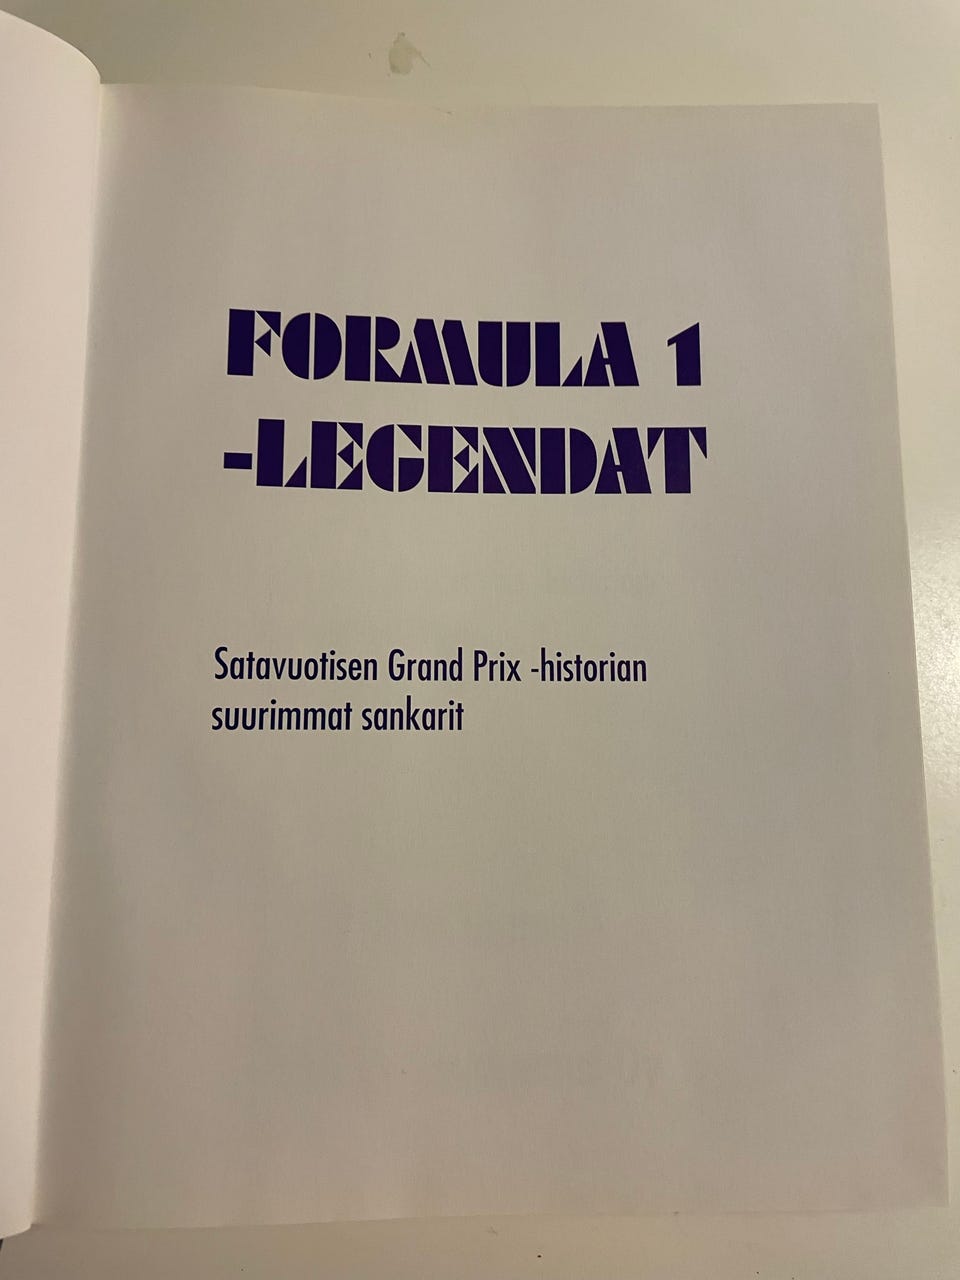 FORMULA 1
-LEGENDAT
Satavuotisen Grand Prix -historian
suurimmat sankarit